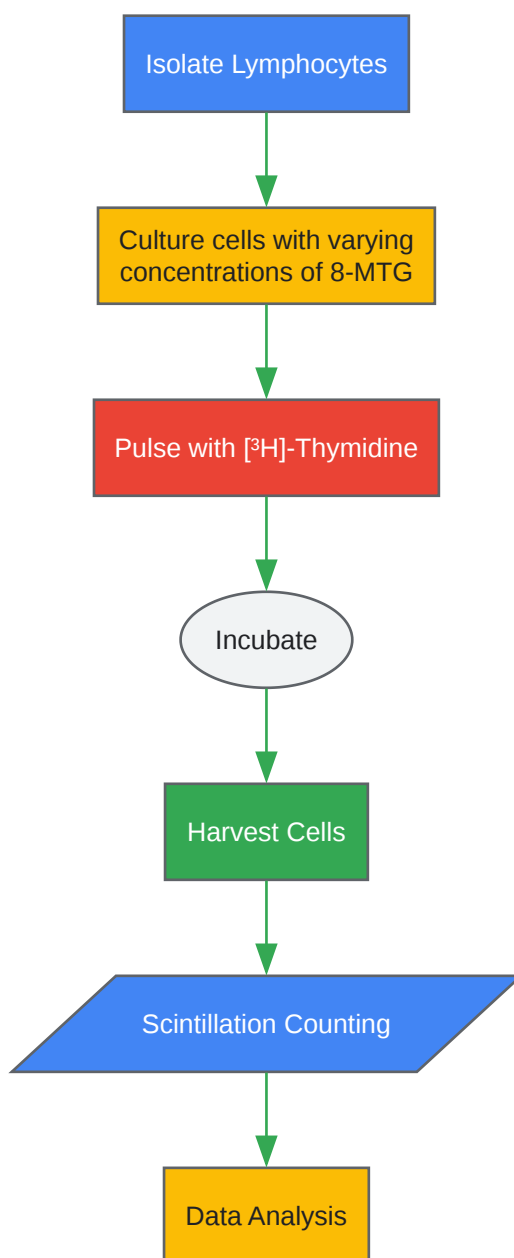 Isolate Lymphocytes
Culture cells with varying
concentrations of 8-MTG
Pulse with [³H]-Thymidine
Incubate
Harvest Cells
Scintillation Counting
Data Analysis